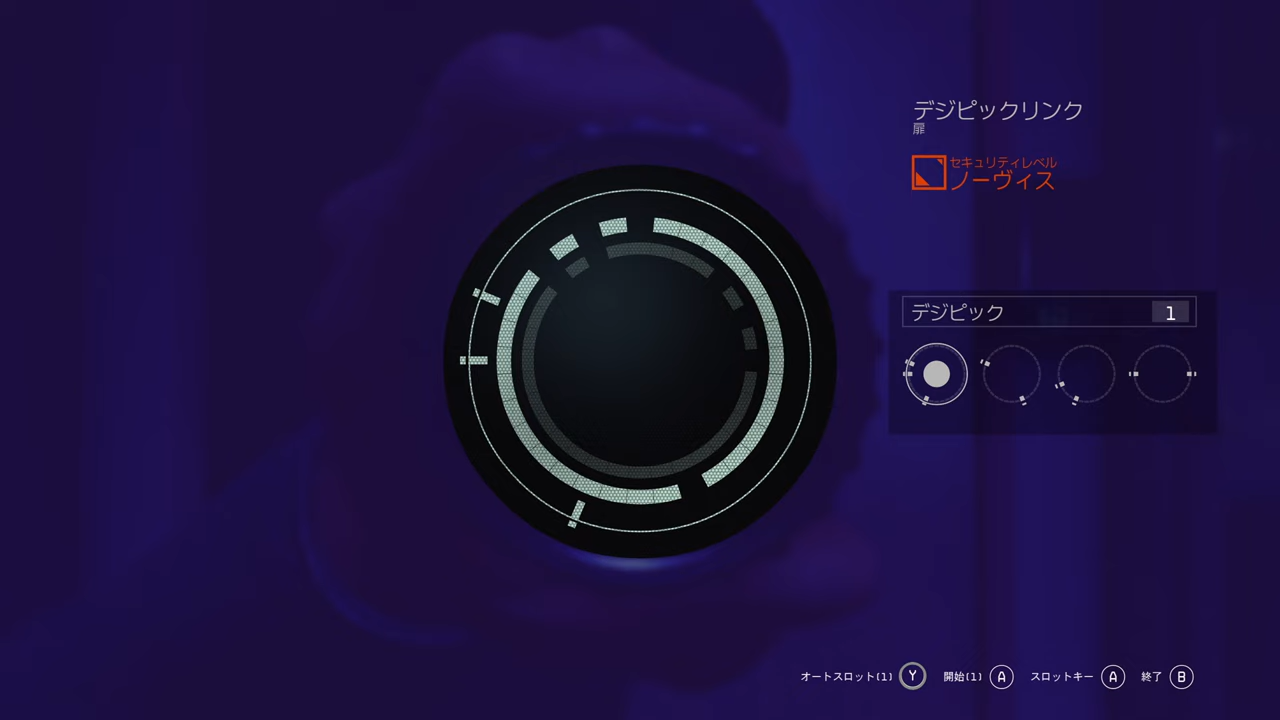 デジピックリンク
扉
セキュリティレベル
ノーヴィス
デジピック 1
オートスロット(1) Y 開始(1) A スロットキー A 終了 B